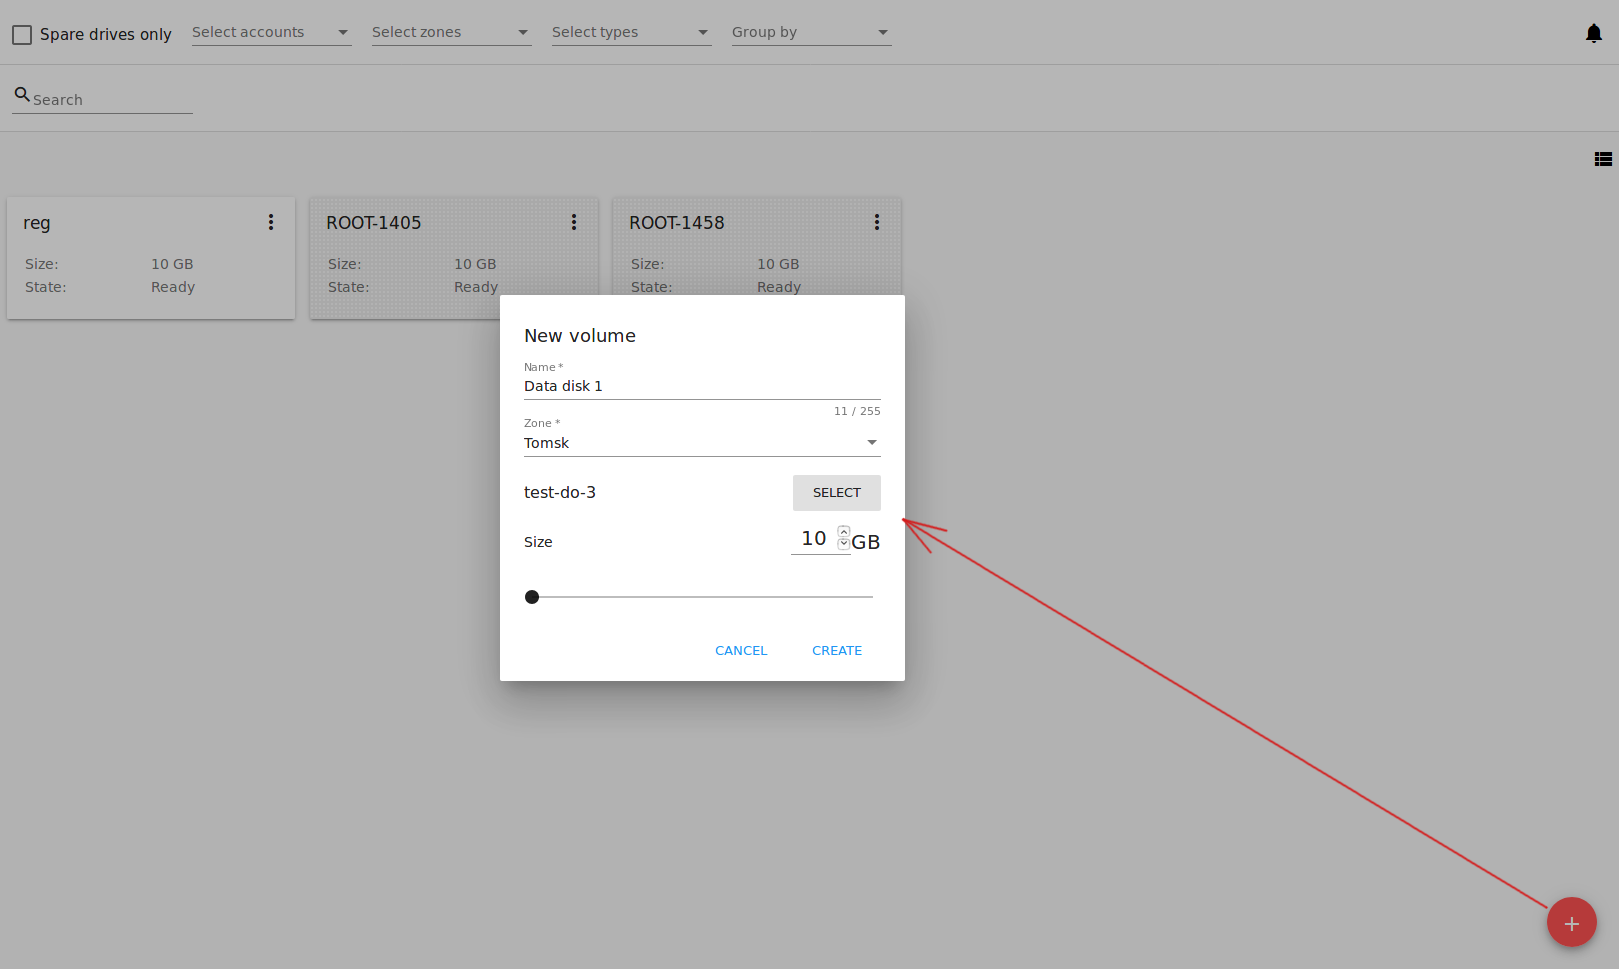 Spare drives only Select accounts Select zones Select types Group by
Search
reg ROOT-1405 ROOT-1458
Size: 10 GB Size: 10 GB Size: 10 GB
State: Ready State: Ready State: Ready
New volume
Name *
Data disk 1
11 / 255
Zone *
Tomsk
test-do-3 SELECT
Size 10 GB
CANCEL CREATE
+